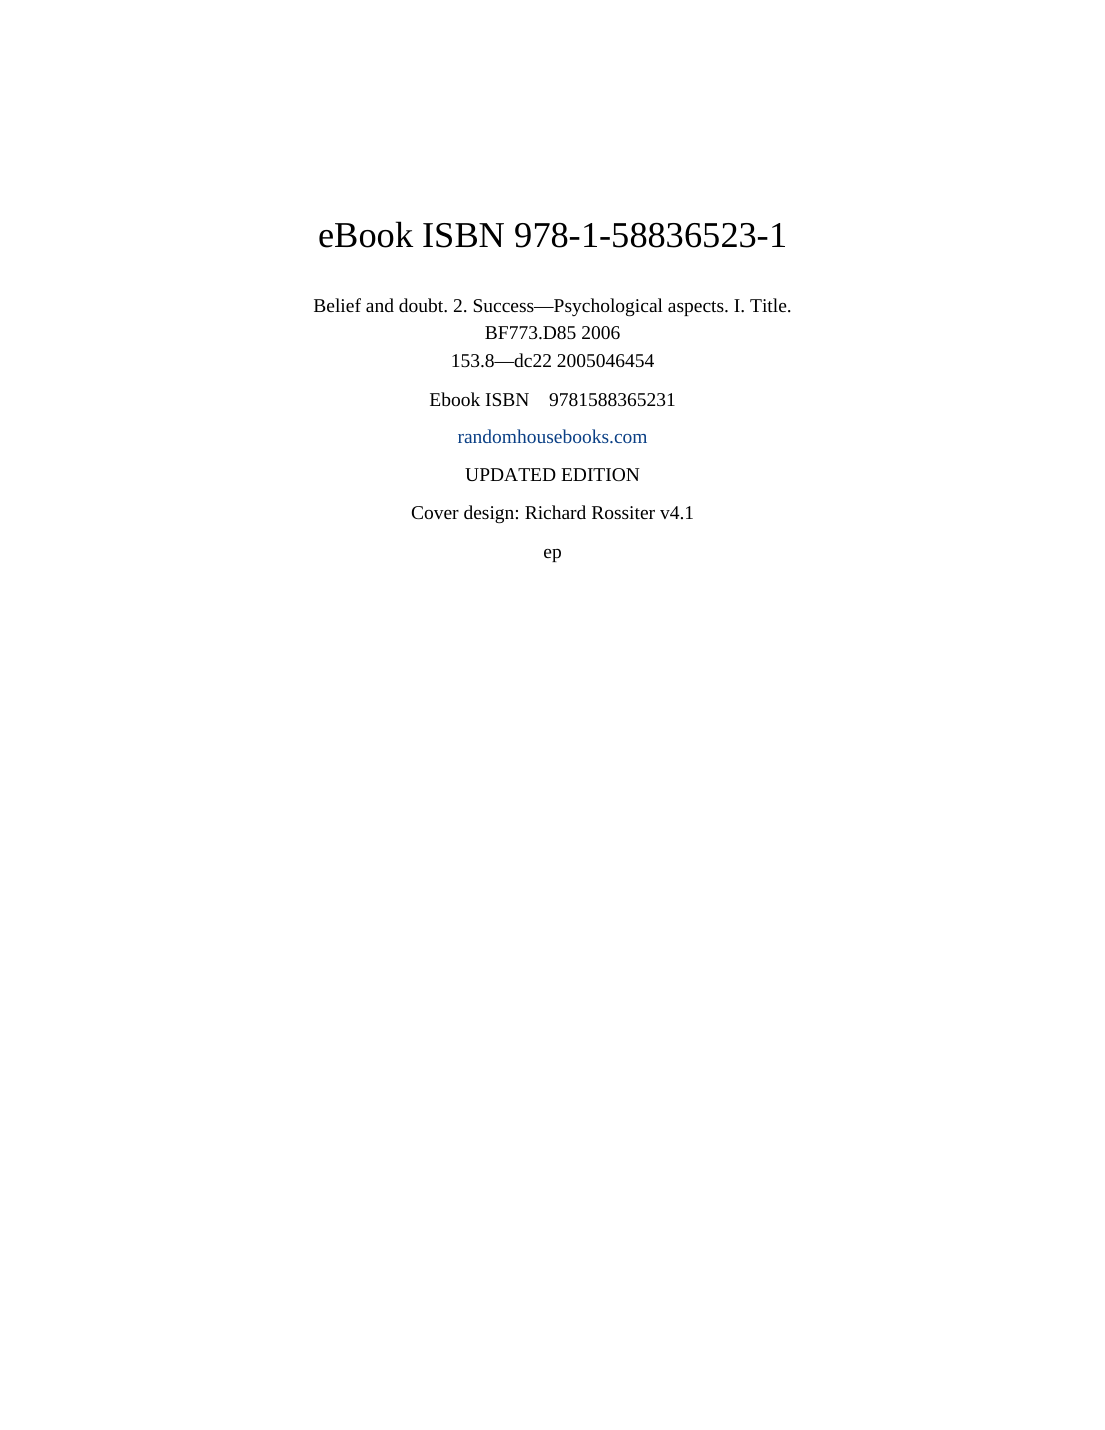 eBook ISBN 978-1-58836523-1
Belief and doubt. 2. Success—Psychological aspects. I. Title.
BF773.D85 2006
153.8—dc22 2005046454
Ebook ISBN 9781588365231
randomhousebooks.com
UPDATED EDITION
Cover design: Richard Rossiter v4.1
ep